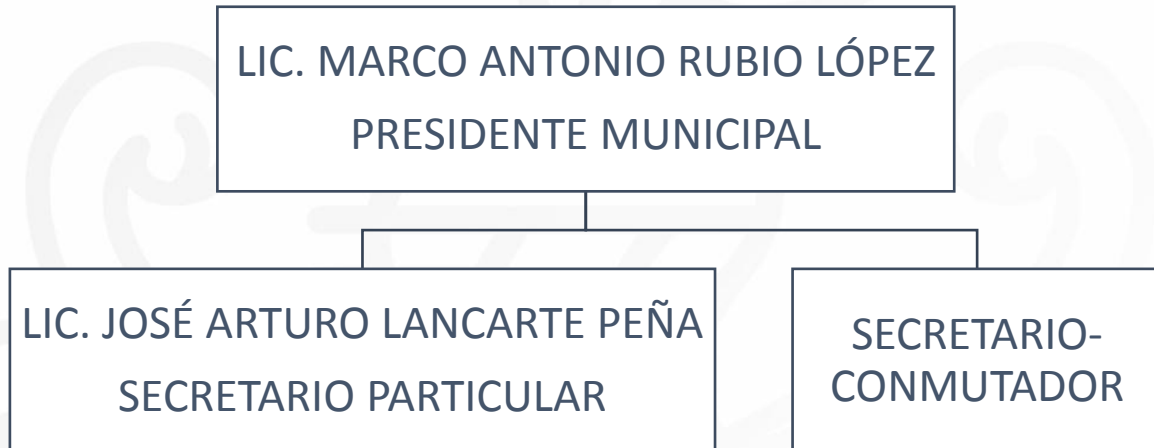 LIC. MARCO ANTONIO RUBIO LÓPEZ
PRESIDENTE MUNICIPAL
LIC. JOSÉ ARTURO LANCARTE PEÑA
SECRETARIO PARTICULAR
SECRETARIO-
CONMUTADOR